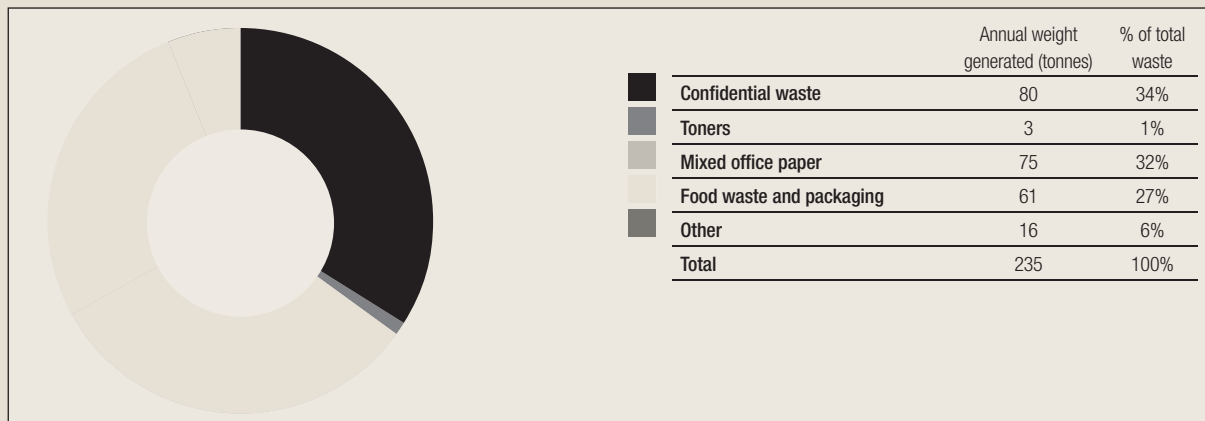 Annual weight % of total
generated (tonnes) waste
Confidential waste 80 34%
Toners 3 1%
Mixed office paper 75 32%
Food waste and packaging 61 27%
Other 16 6%
Total 235 100%